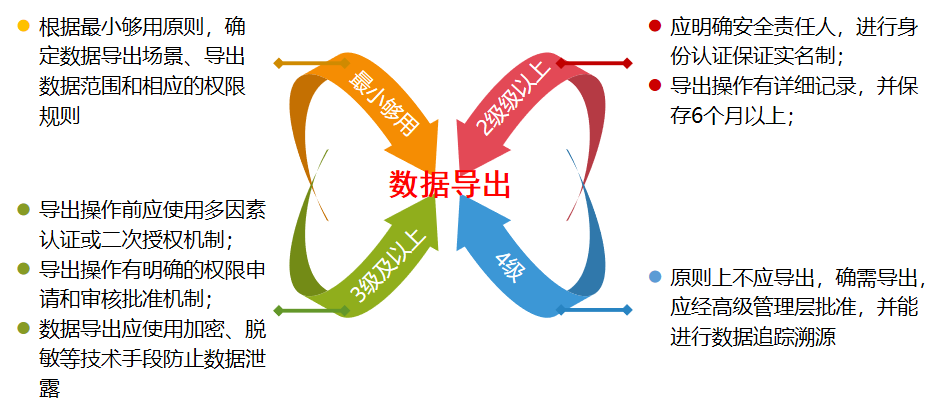 根据最小够用原则，确
定数据导出场景、导出
数据范围和相应的权限
规则
最小够用
2级级以上
应明确安全责任人，进行身
份认证保证实名制；
导出操作有详细记录，并保
存6个月以上；
数据导出
导出操作前应使用多因素
认证或二次授权机制；
导出操作有明确的权限申
请和审核批准机制；
数据导出应使用加密、脱
敏等技术手段防止数据泄
露
3级及以上
4级
原则上不应导出，确需导出，
应经高级管理层批准，并能
进行数据追踪溯源